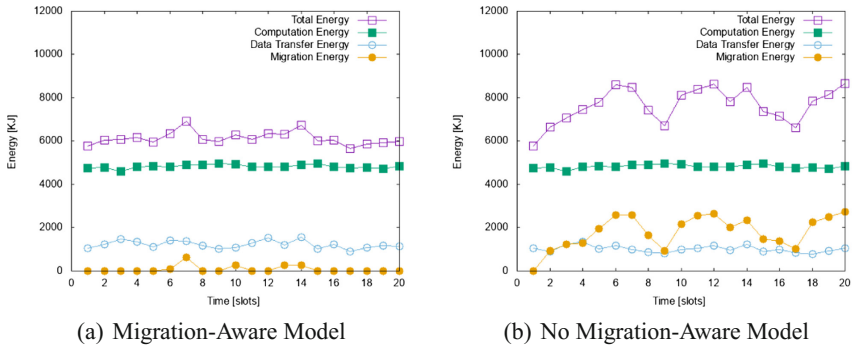 12000
10000
8000
6000
4000
2000
0
Energy [KJ]
Total Energy
Computation Energy
Data Transfer Energy
Migration Energy
0 2 4 6 8 10 12 14 16 18 20
Time [slots]
(a) Migration-Aware Model
12000
10000
8000
6000
4000
2000
0
Energy [KJ]
Total Energy
Computation Energy
Data Transfer Energy
Migration Energy
0 2 4 6 8 10 12 14 16 18 20
Time [slots]
(b) No Migration-Aware Model